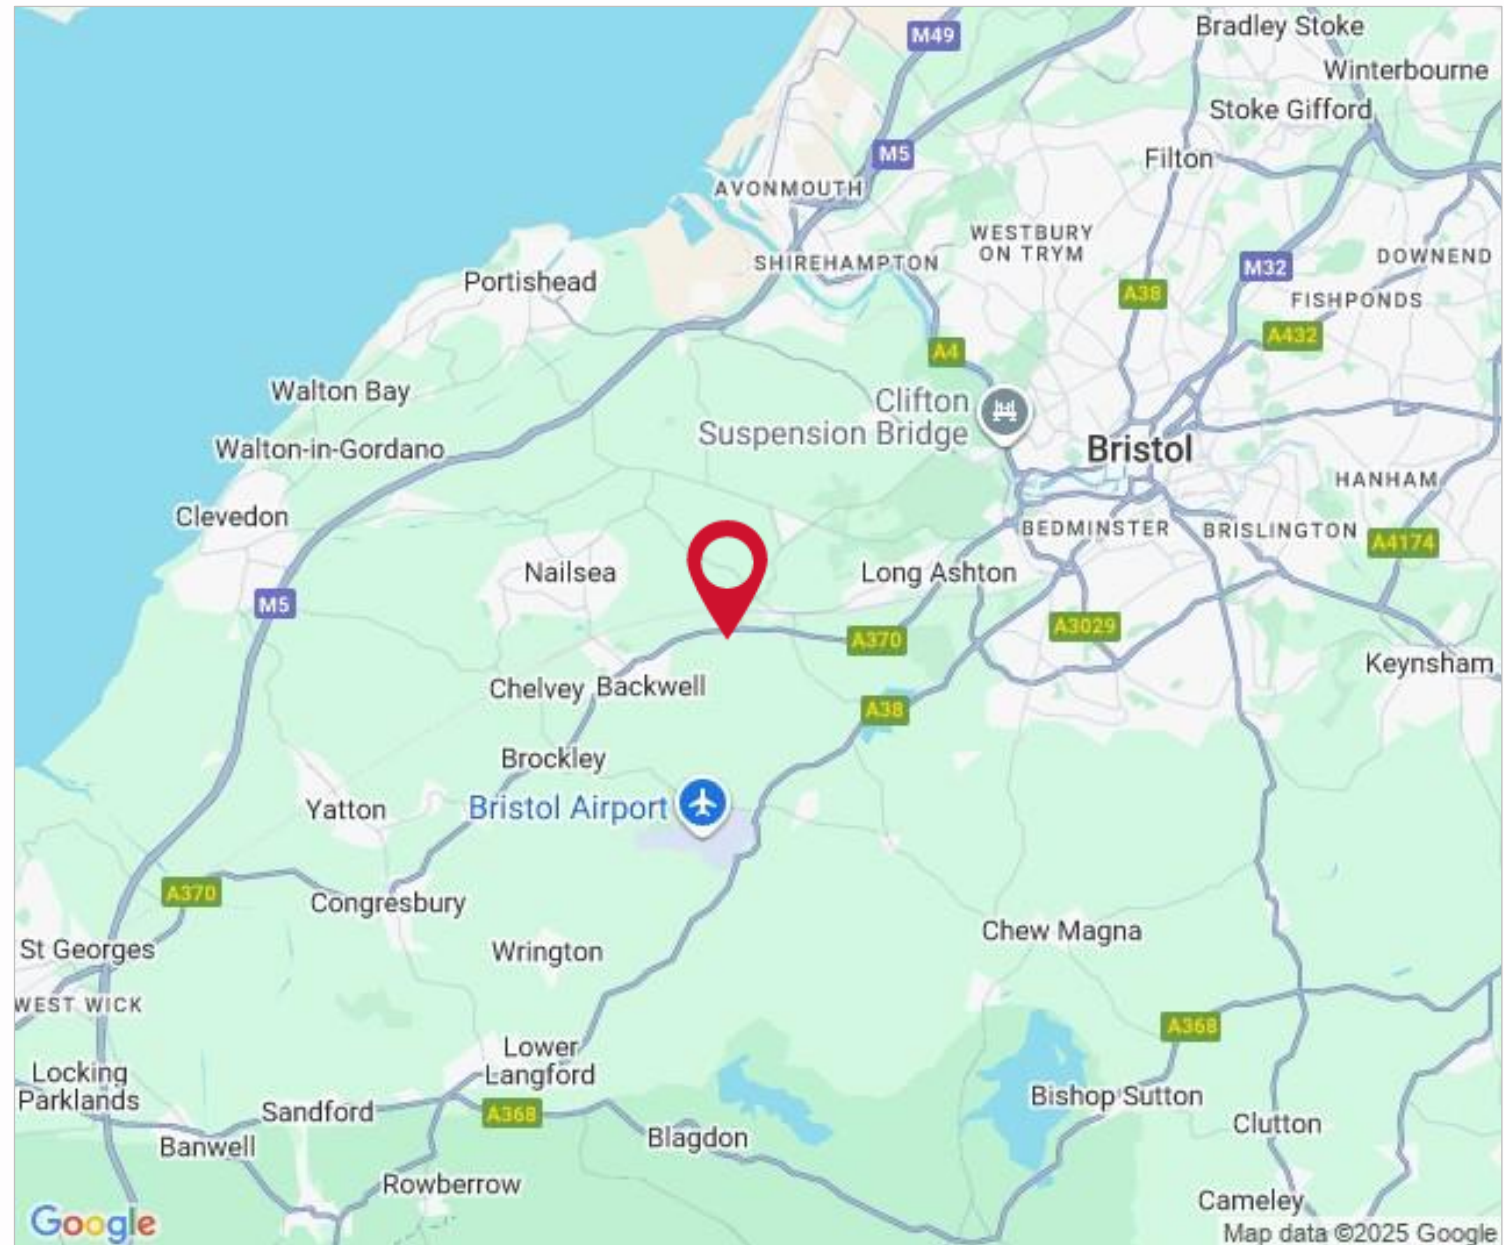 Bradley Stoke
M49
Winterbourne
Stoke Gifford
M5
Filton
AVONMOUTH
WESTBURY
ON TRYM
SHIREHAMPTON
DOWNEND
M32
Portishead
A38
FISHPONDS
A432
A4
Walton Bay
Clifton
Suspension Bridge
Bristol
Walton-in-Gordano
HANHAM
Clevedon
BEDMINSTER
BRISLINGTON
A4174
Nailsea
Long Ashton
M5
A3029
A370
Keynsham
Chelvey
Backwell
A38
Brockley
Yatton
Bristol Airport
A370
Congresbury
Chew Magna
St Georges
Wrington
WEST WICK
A368
Lower
Langford
Locking
Parklands
Bishop Sutton
Sandford
A368
Clutton
Banwell
Blagdon
Rowberrow
Cameley
Google
Map data ©2025 Google